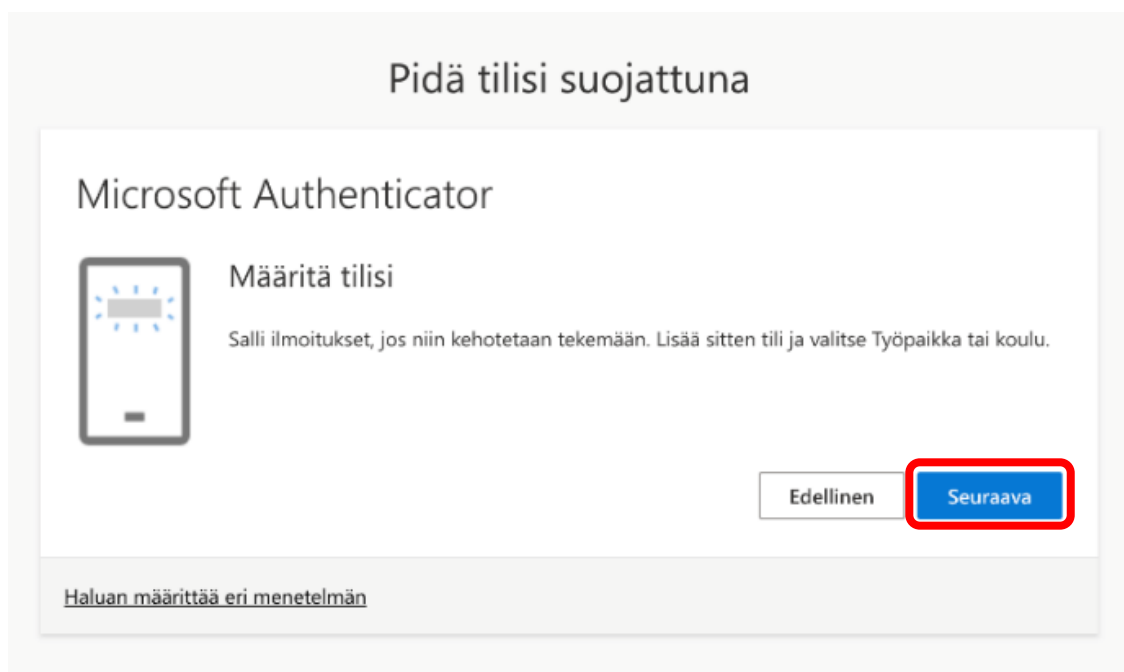 Pidä tilisi suojattuna
Microsoft Authenticator
Määritä tilisi
Salli ilmoitukset, jos niin kehotetaan tekemään. Lisää sitten tili ja valitse Työpaikka tai koulu.
Edellinen
Seuraava
Haluan määrittää eri menetelmän